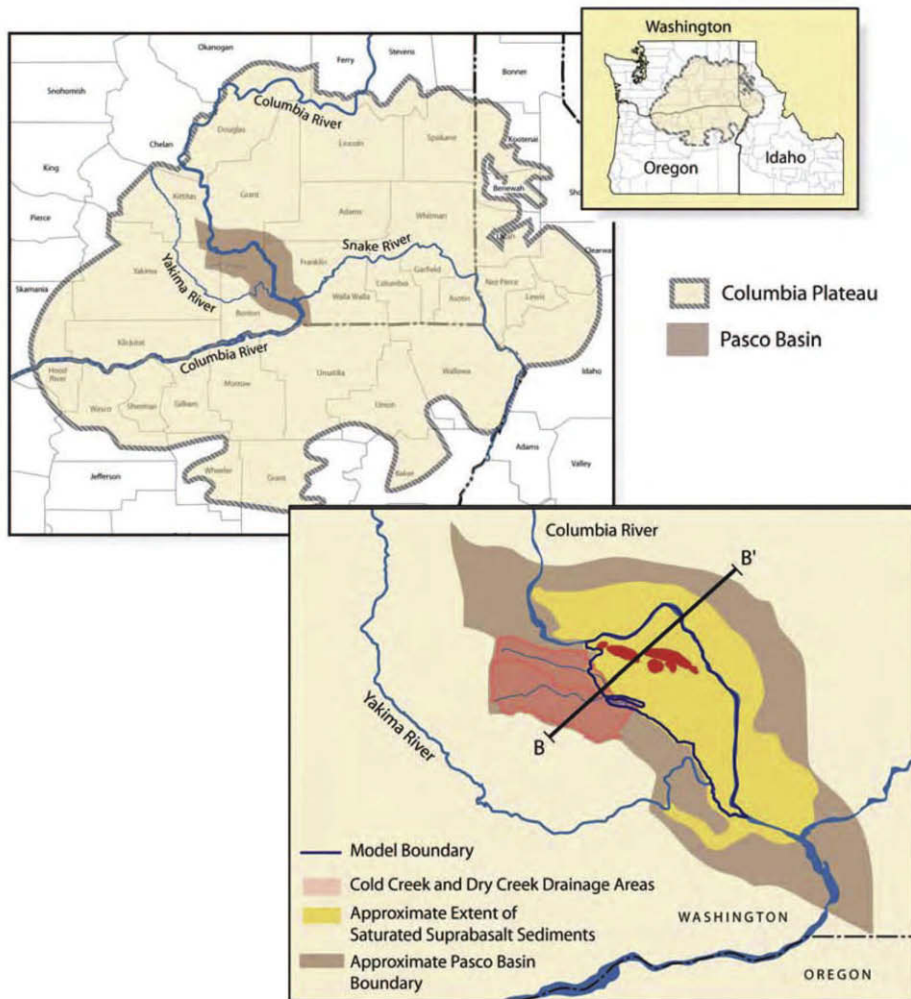 Okanogan
Ferry
Stevens
Bonner
Snohomish
Columbia River
Douglas
Lincoln
Spokane
Kootenai
Chelan
King
Benewah
Kittitas
Grant
Adams
Whitman
Pierce
Snake River
Yakima
Franklin
Garfield
Columbia
Nez Perce
Skamania
Yakima River
Walla Walla
Asotin
Lewis
Benton
Klickitat
Columbia River
Hood
River
Umatilla
Wallowa
Idaho
Morrow
Wasco
Sherman
Gilliam
Union
Adams
Jefferson
Wheeler
Grant
Baker
Valley
Washington
Oregon
Idaho
Columbia Plateau
Pasco Basin
Columbia River
B'
Yakima River
B
Model Boundary
Cold Creek and Dry Creek Drainage Areas
Approximate Extent of
Saturated Suprabasalt Sediments
WASHINGTON
Approximate Pasco Basin
Boundary
OREGON